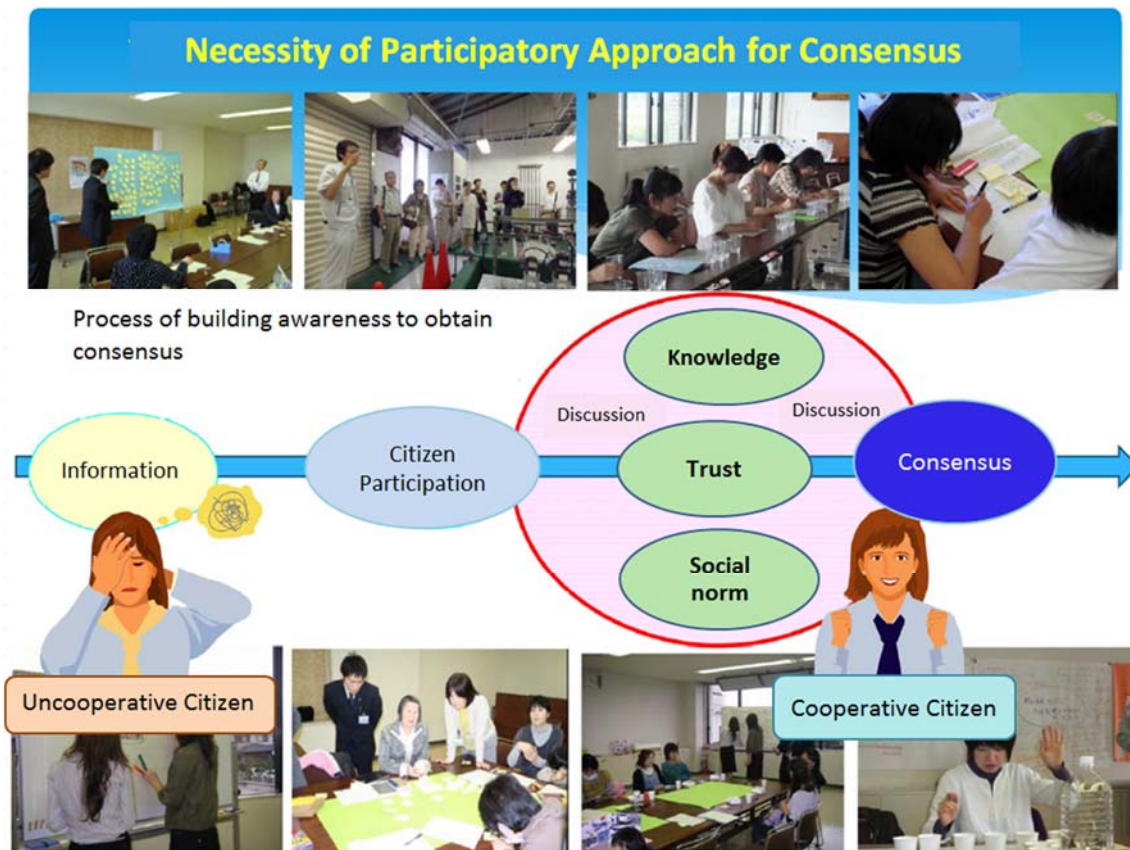 Necessity of Participatory Approach for Consensus
Process of building awareness to obtain
consensus
Knowledge
Discussion
Discussion
Information
Citizen
Participation
Trust
Consensus
Social
norm
Uncooperative Citizen
Cooperative Citizen